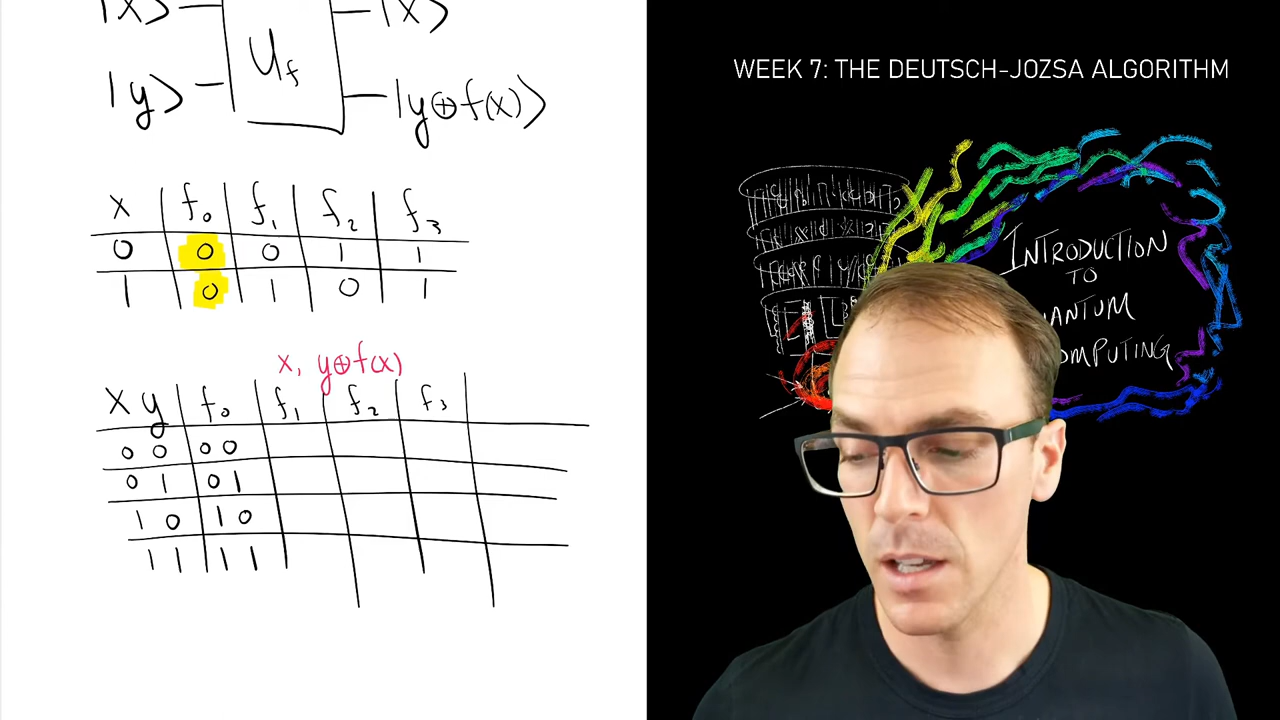 |x> |x>
U_f
|y> |y⊕f(x)>
x f₀ f₁ f₂ f₃
0 0 0 1 1
1 0 1 0 1
x, y⊕f(x)
x y f₀ f₁ f₂ f₃
0 0 0 0
0 1 0 1
1 0 1 0
1 1 1 1
WEEK 7: THE DEUTSCH-JOZSA ALGORITHM
INTRODUCTION
TO
UANTUM
OMPUTING